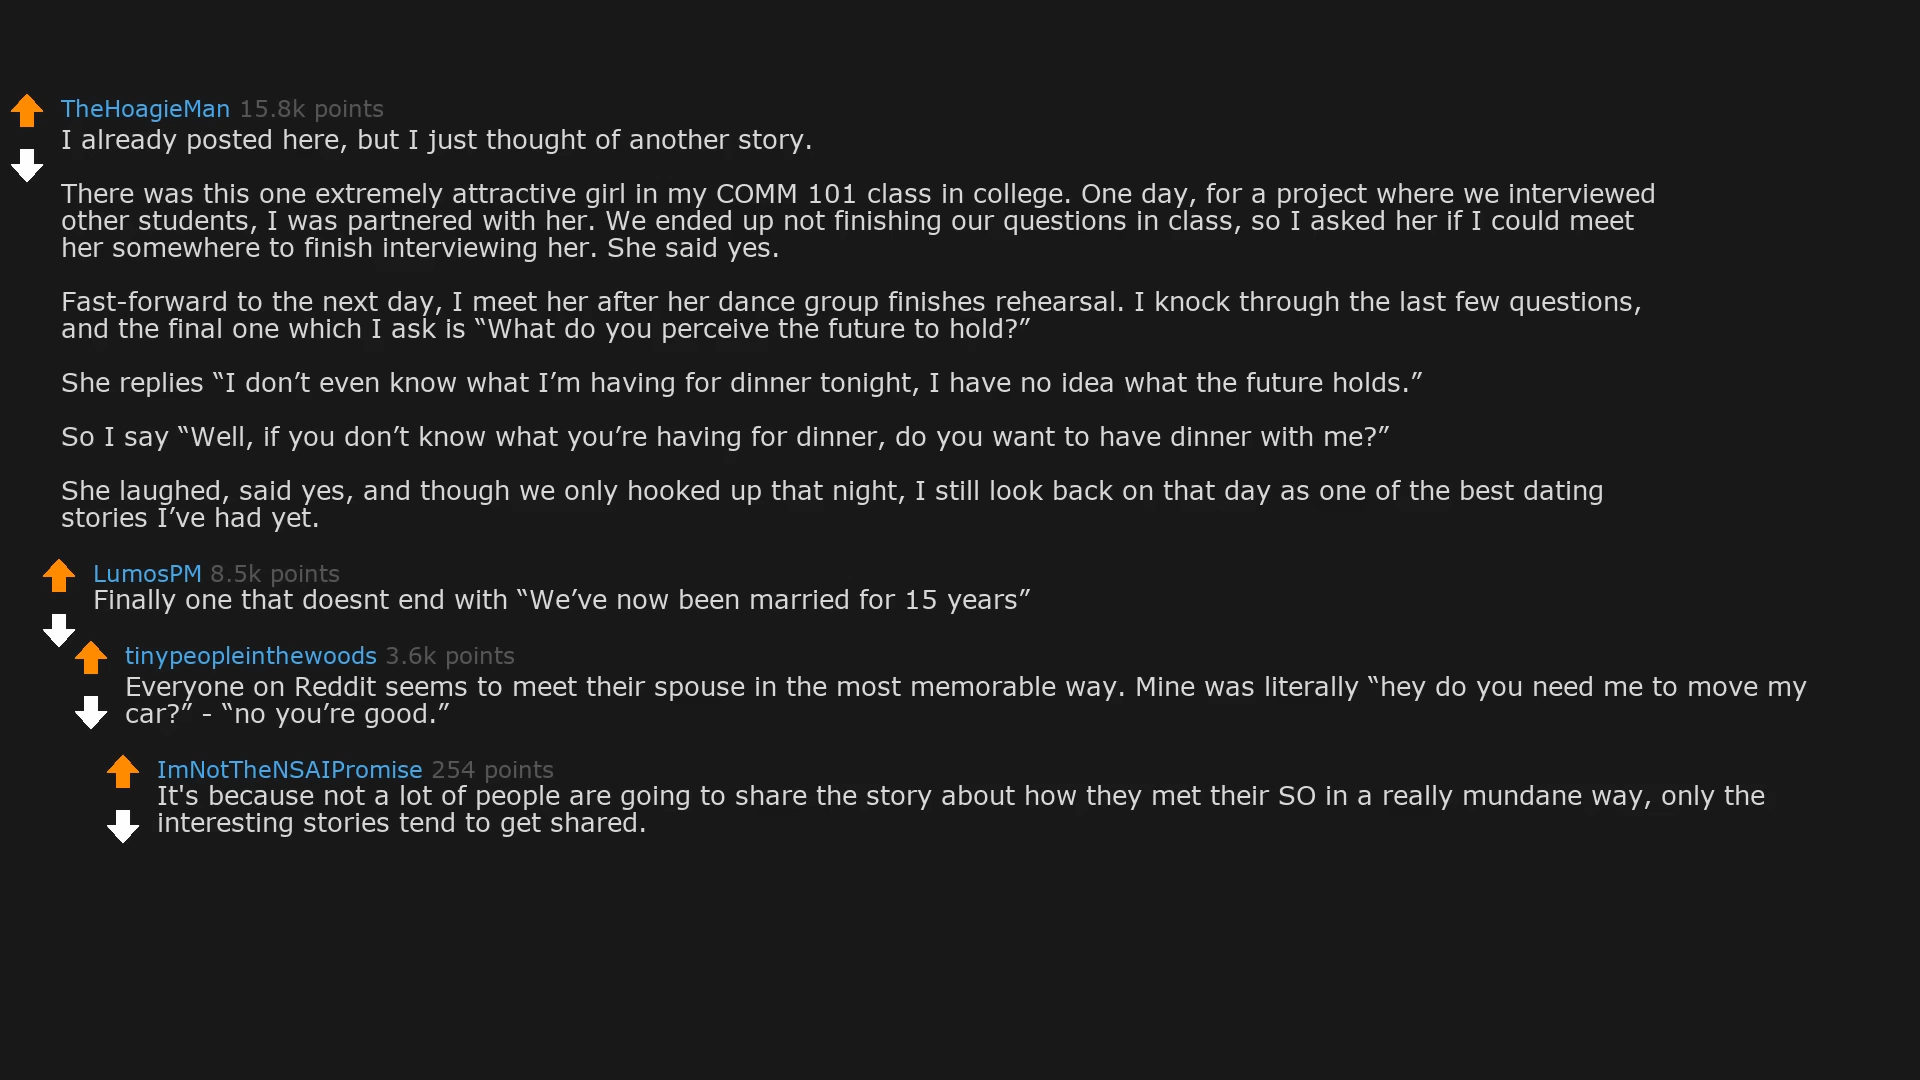 TheHoagieMan 15.8k points
I already posted here, but I just thought of another story.
There was this one extremely attractive girl in my COMM 101 class in college. One day, for a project where we interviewed
other students, I was partnered with her. We ended up not finishing our questions in class, so I asked her if I could meet
her somewhere to finish interviewing her. She said yes.
Fast-forward to the next day, I meet her after her dance group finishes rehearsal. I knock through the last few questions,
and the final one which I ask is “What do you perceive the future to hold?”
She replies “I don’t even know what I’m having for dinner tonight, I have no idea what the future holds.”
So I say “Well, if you don’t know what you’re having for dinner, do you want to have dinner with me?”
She laughed, said yes, and though we only hooked up that night, I still look back on that day as one of the best dating
stories I’ve had yet.
LumosPM 8.5k points
Finally one that doesnt end with “We’ve now been married for 15 years”
tinypeopleinthewoods 3.6k points
Everyone on Reddit seems to meet their spouse in the most memorable way. Mine was literally “hey do you need me to move my
car?” - “no you’re good.”
ImNotTheNSAIPromise 254 points
It's because not a lot of people are going to share the story about how they met their SO in a really mundane way, only the
interesting stories tend to get shared.